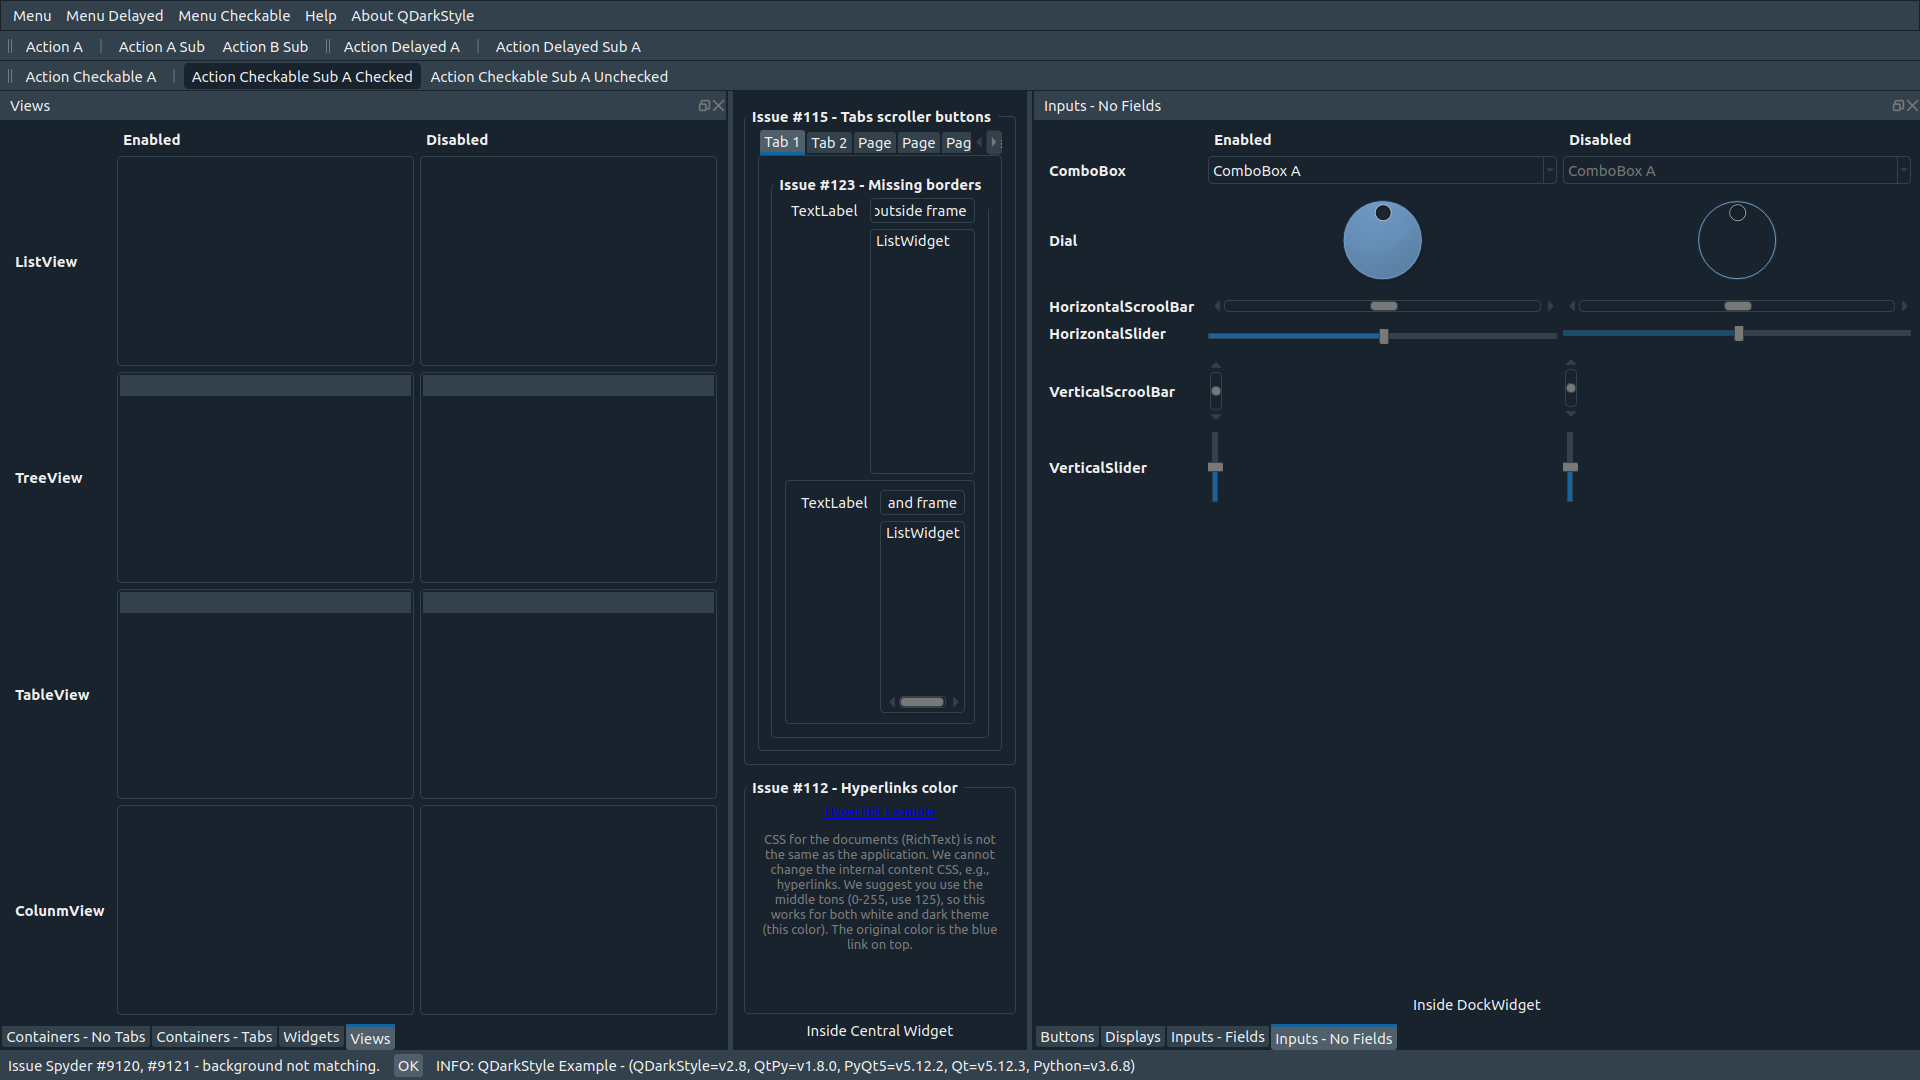 Menu Menu Delayed Menu Checkable Help About QDarkStyle
Action A Action A Sub Action B Sub Action Delayed A Action Delayed Sub A
Action Checkable A Action Checkable Sub A Checked Action Checkable Sub A Unchecked
Views
Enabled Disabled
ListView
TreeView
TableView
ColunmView
Containers - No Tabs Containers - Tabs Widgets Views
Issue #115 - Tabs scroller buttons
Tab 1 Tab 2 Page Page Pag
Issue #123 - Missing borders
TextLabel outside frame
ListWidget
TextLabel and frame
ListWidget
Issue #112 - Hyperlinks color
Hyperlink Example
CSS for the documents (RichText) is not
the same as the application. We cannot
change the internal content CSS, e.g.,
hyperlinks. We suggest you use the
middle tons (0-255, use 125), so this
works for both white and dark theme
(this color). The original color is the blue
link on top.
Inside Central Widget
Inputs - No Fields
Enabled Disabled
ComboBox ComboBox A ComboBox A
Dial
HorizontalScroolBar
HorizontalSlider
VerticalScroolBar
VerticalSlider
Inside DockWidget
Buttons Displays Inputs - Fields Inputs - No Fields
Issue Spyder #9120, #9121 - background not matching. OK INFO: QDarkStyle Example - (QDarkStyle=v2.8, QtPy=v1.8.0, PyQt5=v5.12.2, Qt=v5.12.3, Python=v3.6.8)